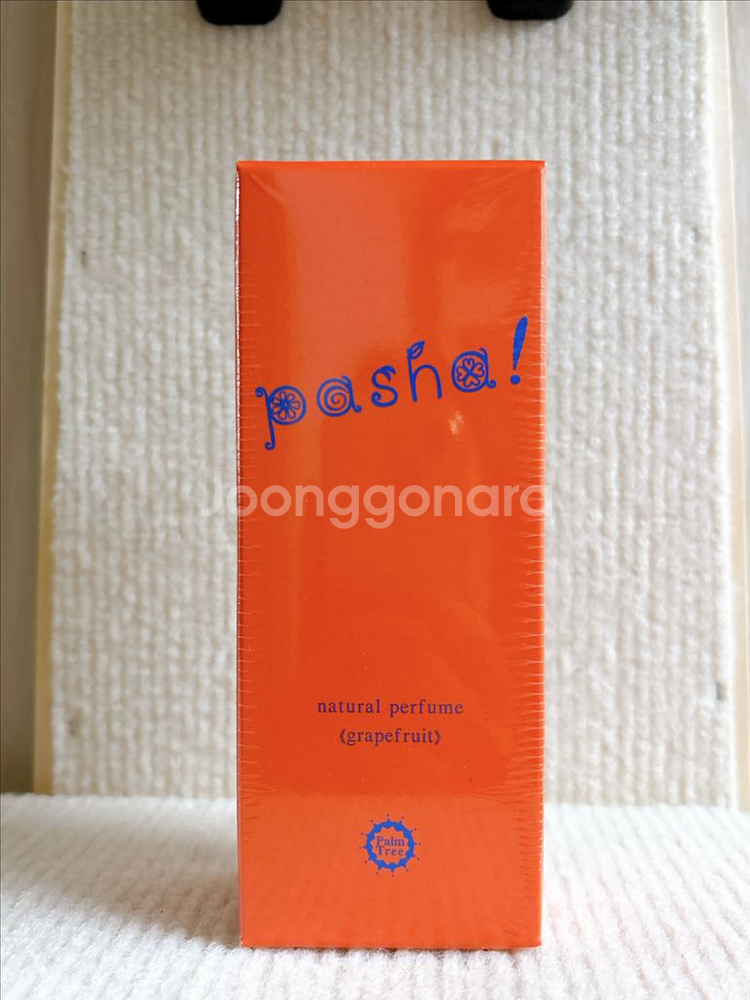 pasha!
Joonggonara
natural perfume
《grapefruit》
Palm
Tree